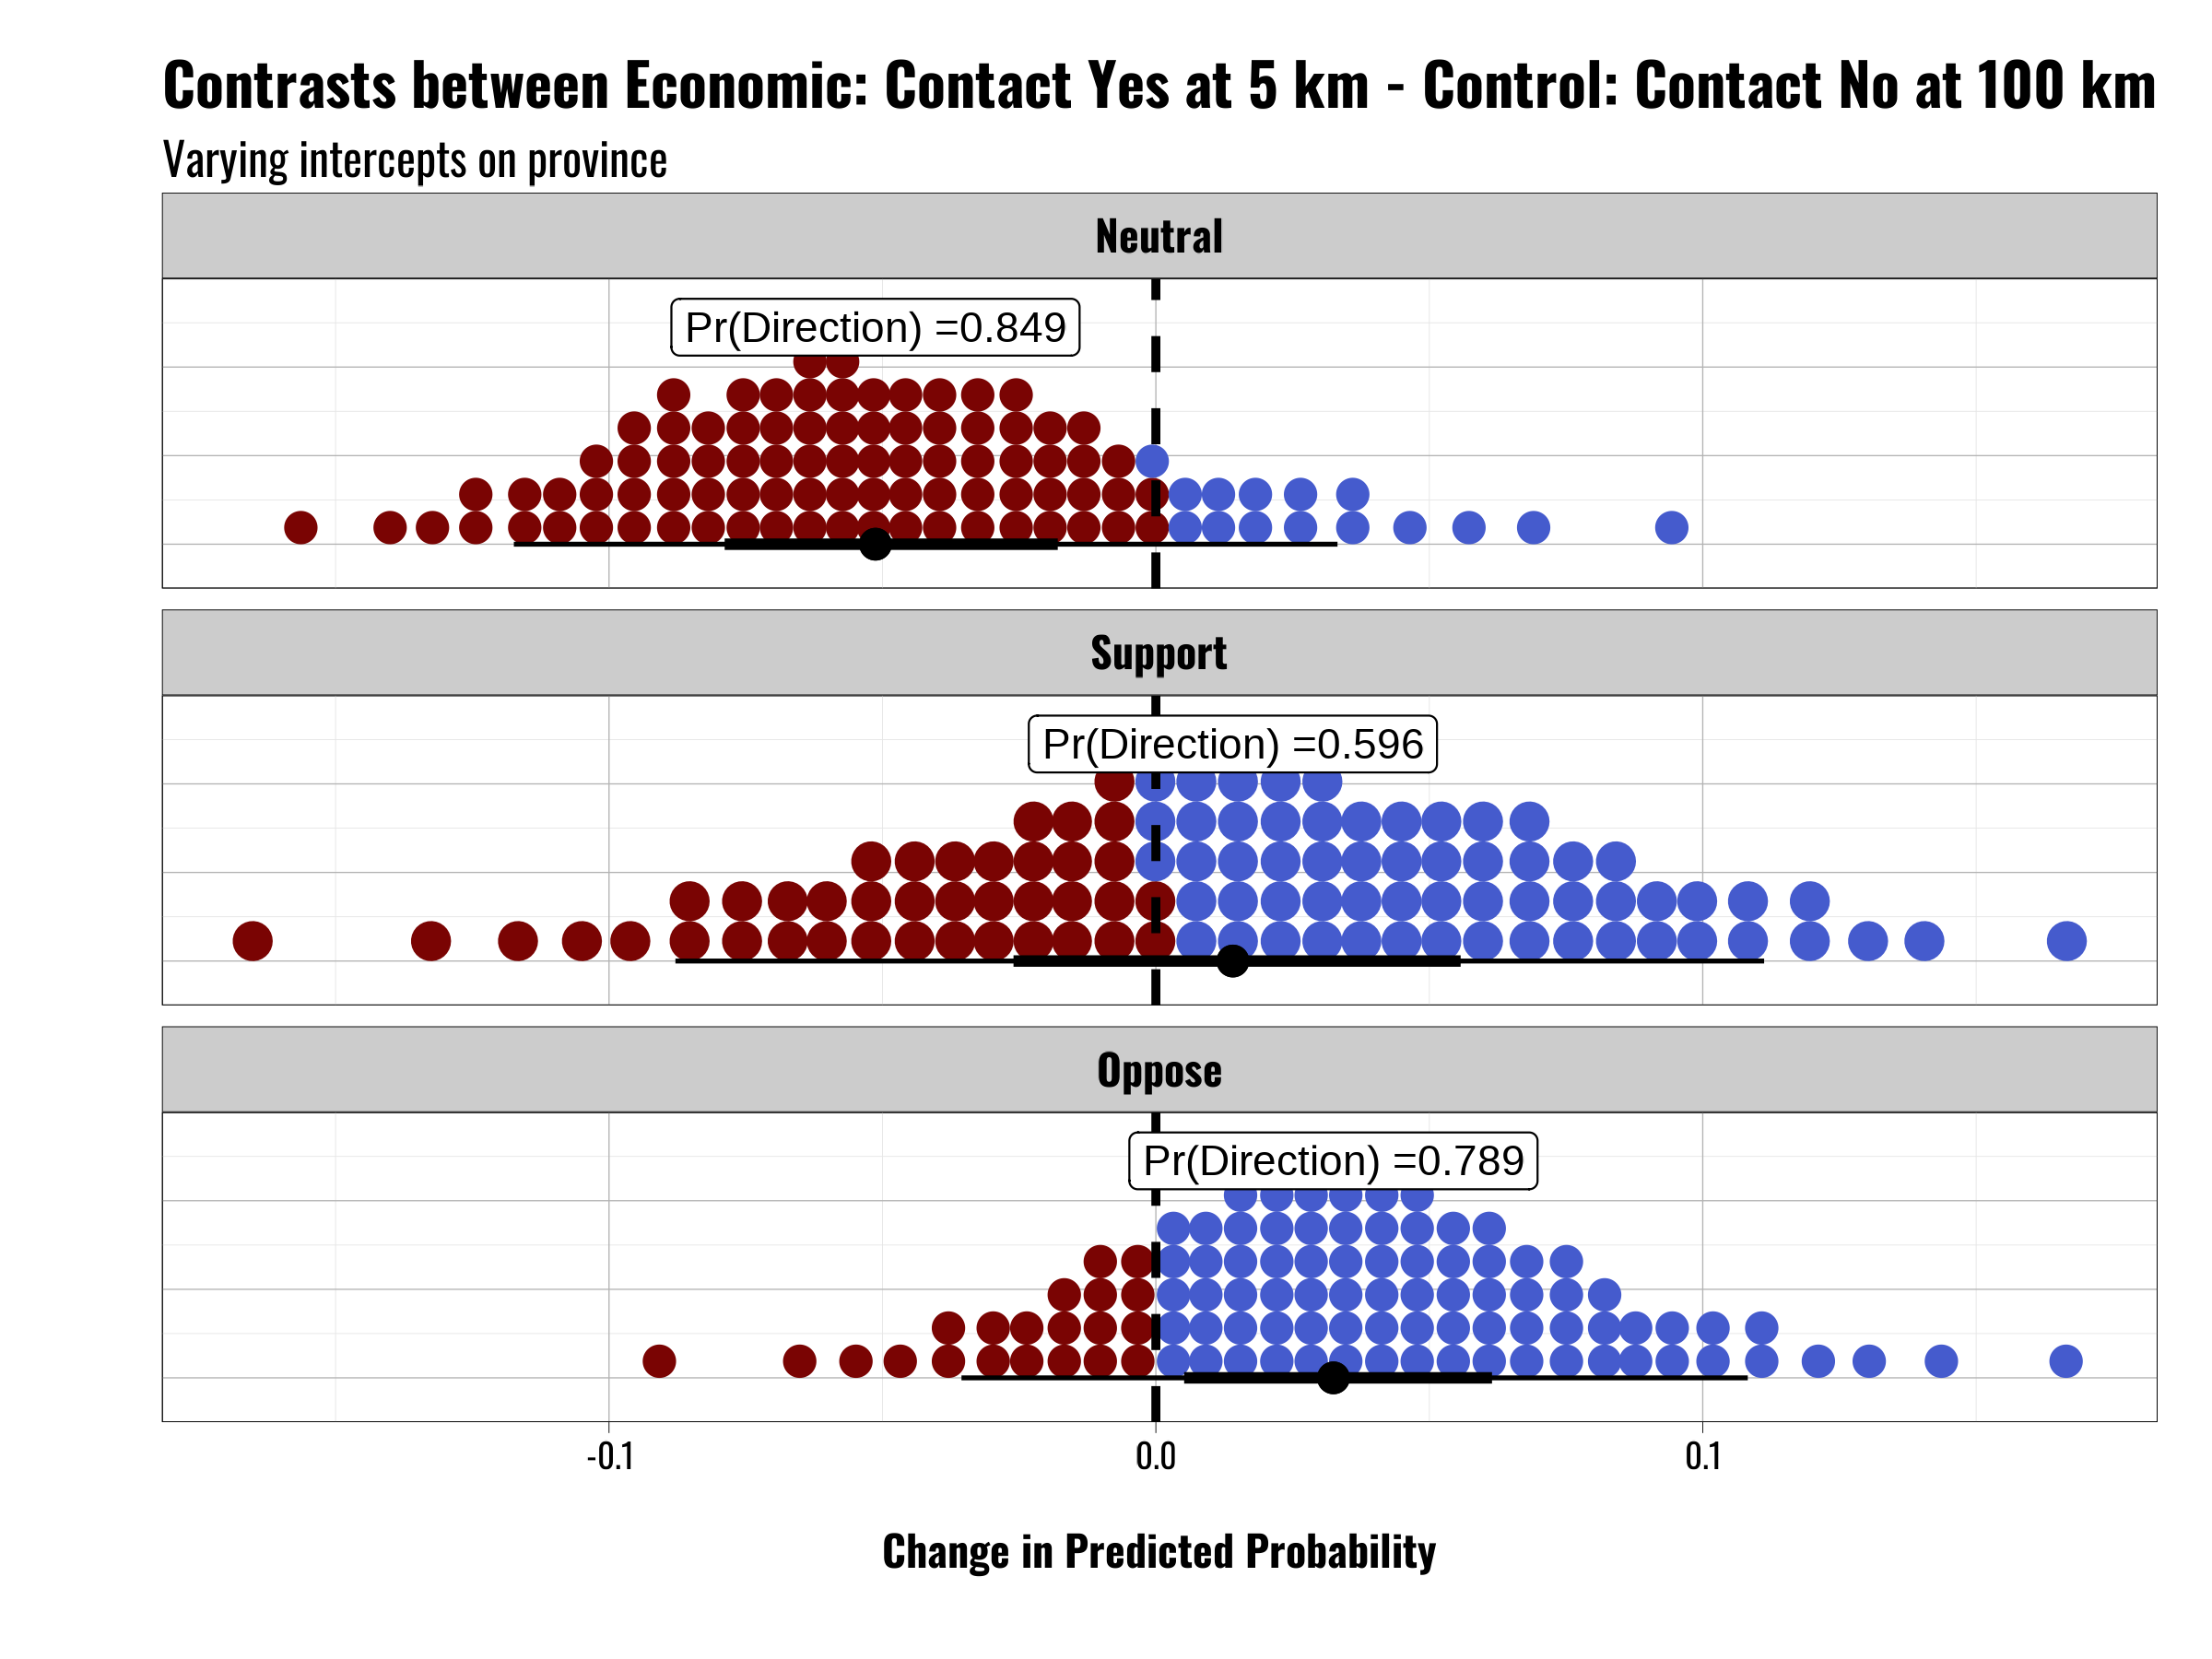 Contrasts between Economic: Contact Yes at 5 km - Control: Contact No at 100 km
Varying intercepts on province
Neutral
Pr(Direction) =0.849
Support
Pr(Direction) =0.596
Oppose
Pr(Direction) =0.789
-0.1 0.0 0.1
Change in Predicted Probability